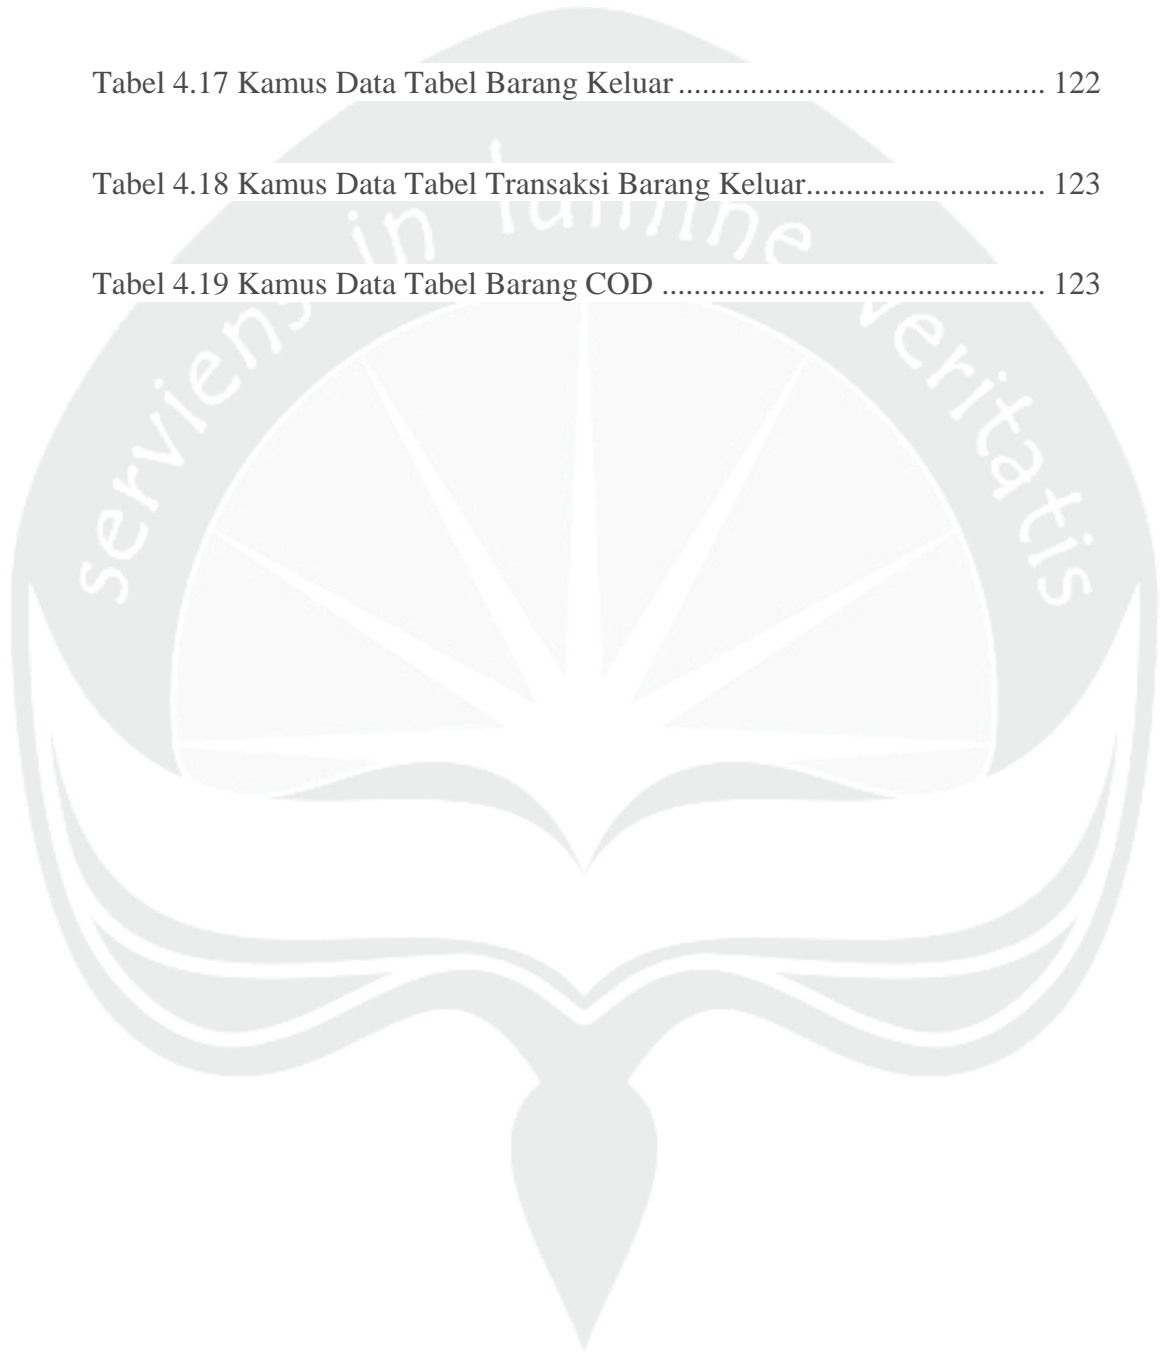 Tabel 4.17 Kamus Data Tabel Barang Keluar .............................................. 122
Tabel 4.18 Kamus Data Tabel Transaksi Barang Keluar.............................. 123
Tabel 4.19 Kamus Data Tabel Barang COD ................................................ 123
serviens in lumine veritatis